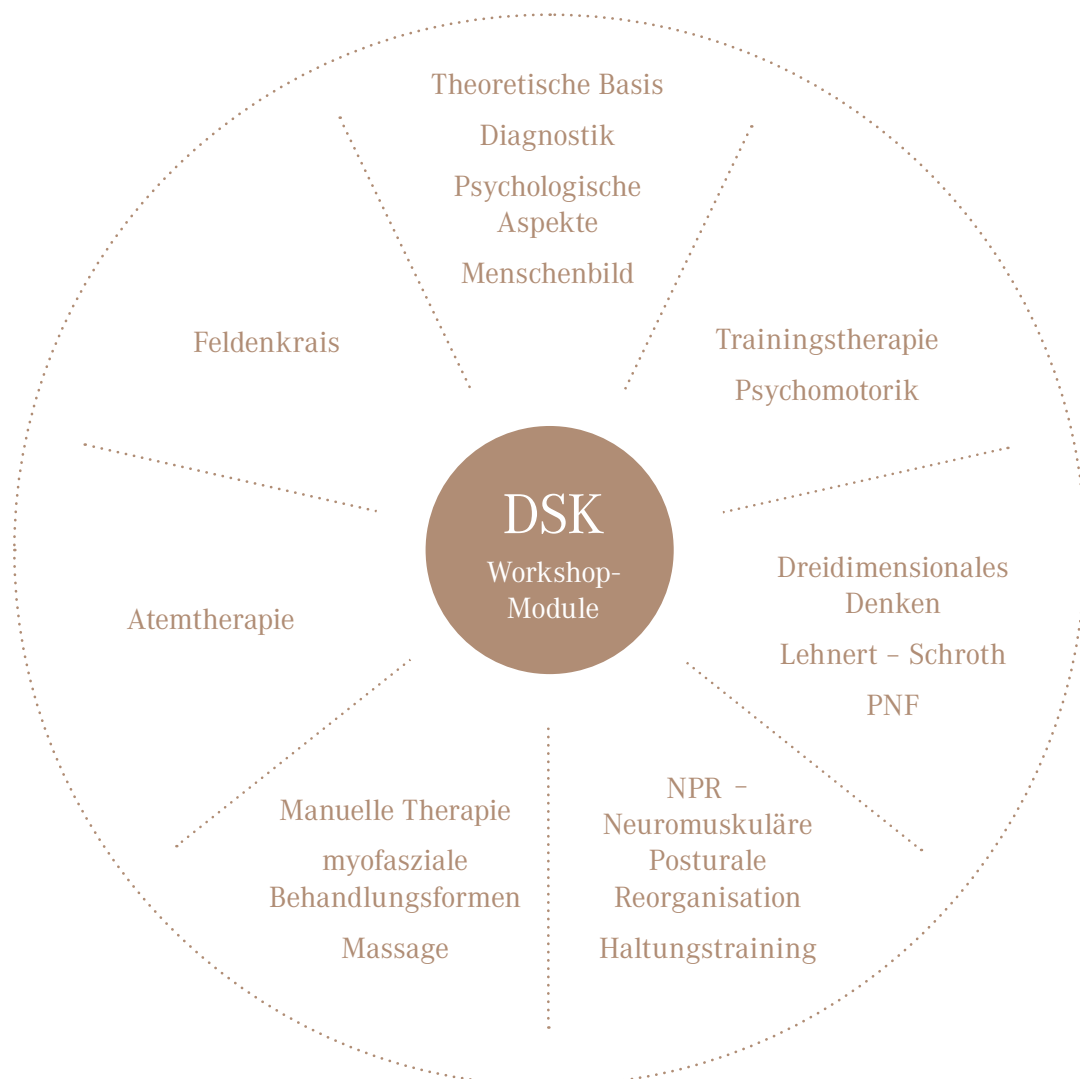 Theoretische Basis
Diagnostik
Psychologische
Aspekte
Menschenbild
Trainingstherapie
Psychomotorik
Dreidimensionales
Denken
Lehnert – Schroth
PNF
NPR –
Neuromuskuläre
Posturale
Reorganisation
Haltungstraining
Manuelle Therapie
myofasziale
Behandlungsformen
Massage
Atemtherapie
Feldenkrais
DSK
Workshop-
Module